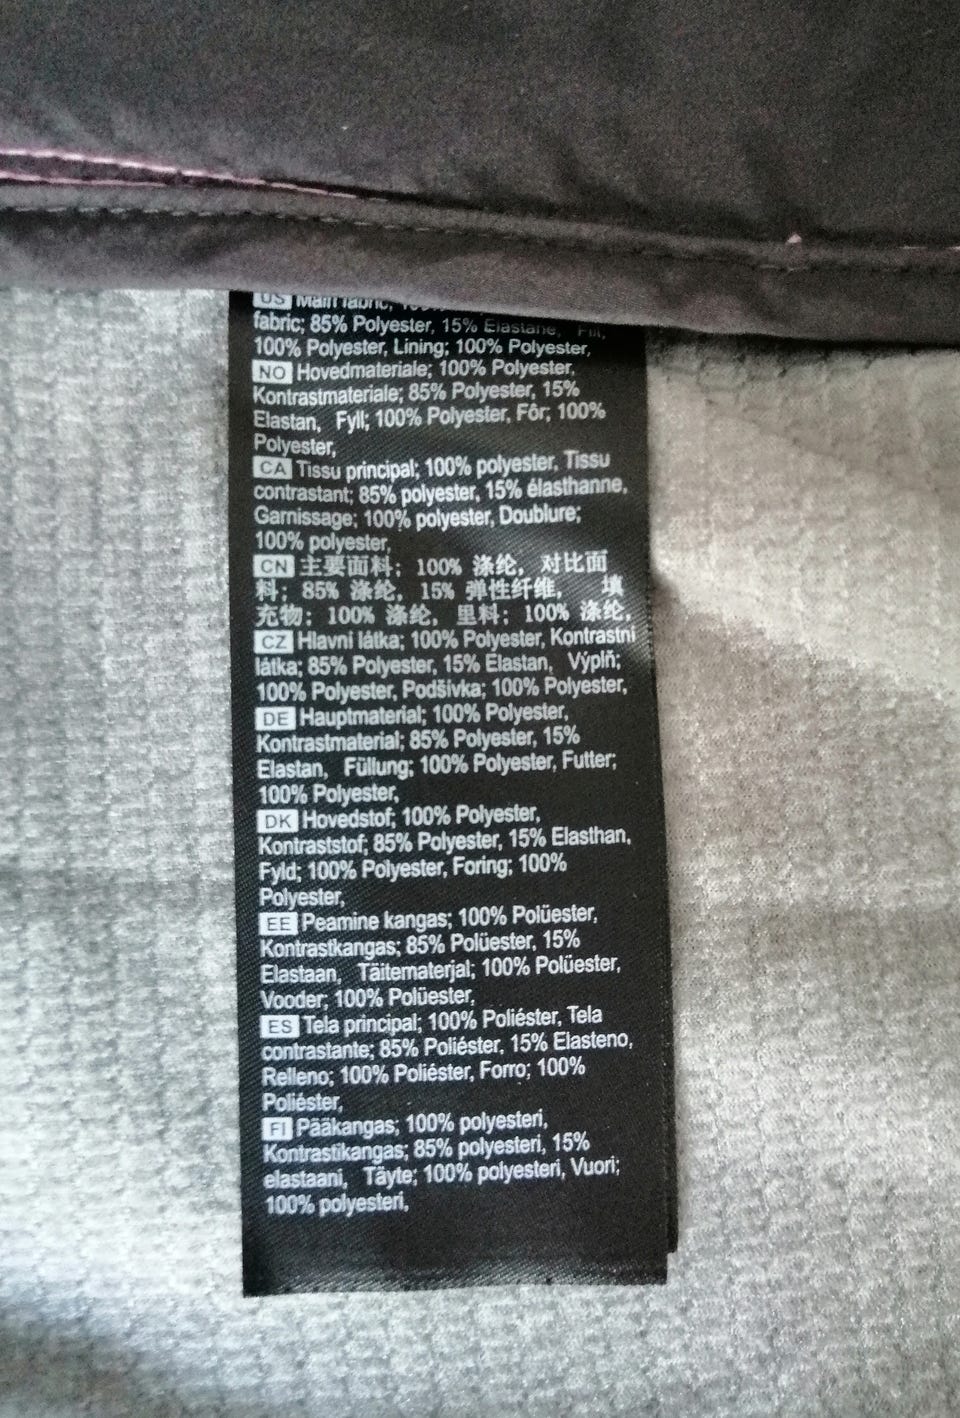 US Main fabric;
fabric; 85% Polyester, 15% Elastane, Fill;
100% Polyester, Lining; 100% Polyester,
NO Hovedmateriale; 100% Polyester,
Kontrastmateriale; 85% Polyester, 15%
Elastan, Fyll; 100% Polyester, Fôr; 100%
Polyester,
CA Tissu principal; 100% polyester, Tissu
contrastant; 85% polyester, 15% élasthanne,
Garnissage; 100% polyester, Doublure;
100% polyester,
CN 主要面料; 100% 涤纶, 对比面
料; 85% 涤纶, 15% 弹性纤维, 填
充物; 100% 涤纶, 里料; 100% 涤纶,
CZ Hlavní látka; 100% Polyester, Kontrastní
látka; 85% Polyester, 15% Elastan, Výplň;
100% Polyester, Podšívka; 100% Polyester,
DE Hauptmaterial; 100% Polyester,
Kontrastmaterial; 85% Polyester, 15%
Elastan, Füllung; 100% Polyester, Futter;
100% Polyester,
DK Hovedstof; 100% Polyester,
Kontraststof; 85% Polyester, 15% Elasthan,
Fyld; 100% Polyester, Foring; 100%
Polyester,
EE Peamine kangas; 100% Polüester,
Kontrastkangas; 85% Polüester, 15%
Elastaan, Täitematerjal; 100% Polüester,
Vooder; 100% Polüester,
ES Tela principal; 100% Poliéster, Tela
contrastante; 85% Poliéster, 15% Elasteno,
Relleno; 100% Poliéster, Forro; 100%
Poliéster,
FI Pääkangas; 100% polyesteri,
Kontrastikangas; 85% polyesteri, 15%
elastaani, Täyte; 100% polyesteri, Vuori;
100% polyesteri,